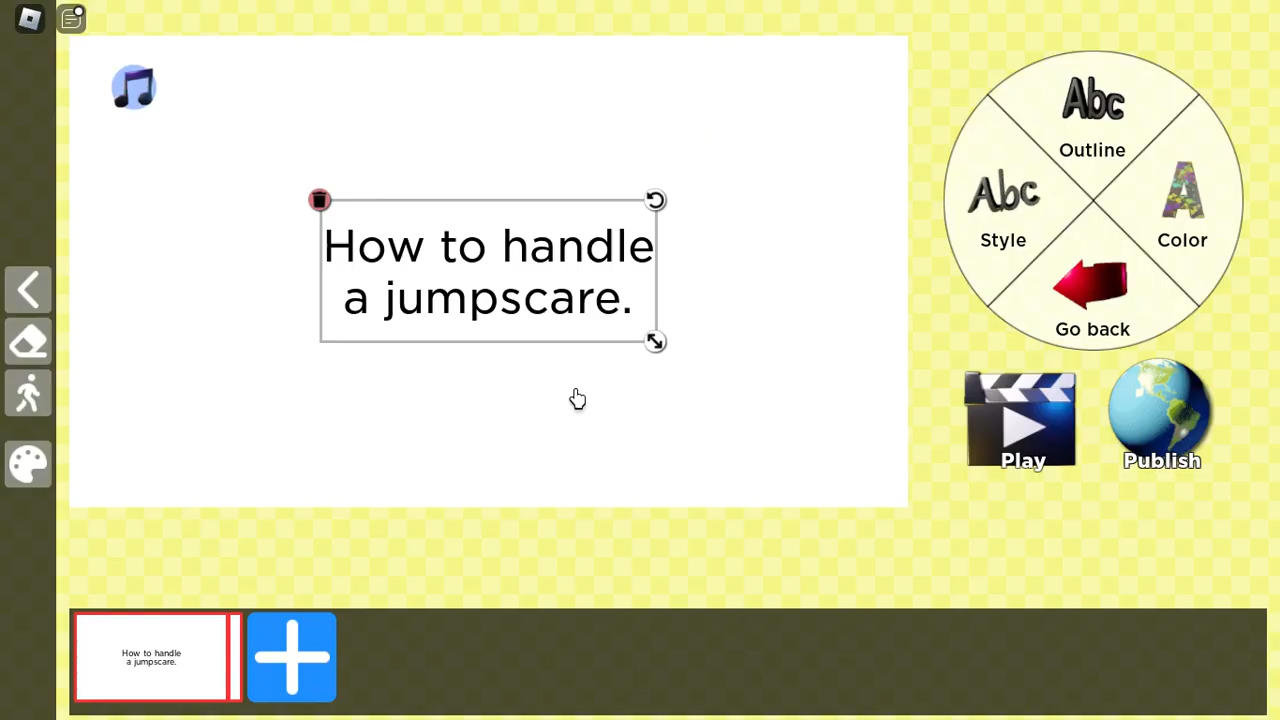 How to handle
a jumpscare.
Abc
Outline
Abc
Style
A
Color
Go back
Play
Publish
How to handle
a jumpscare.